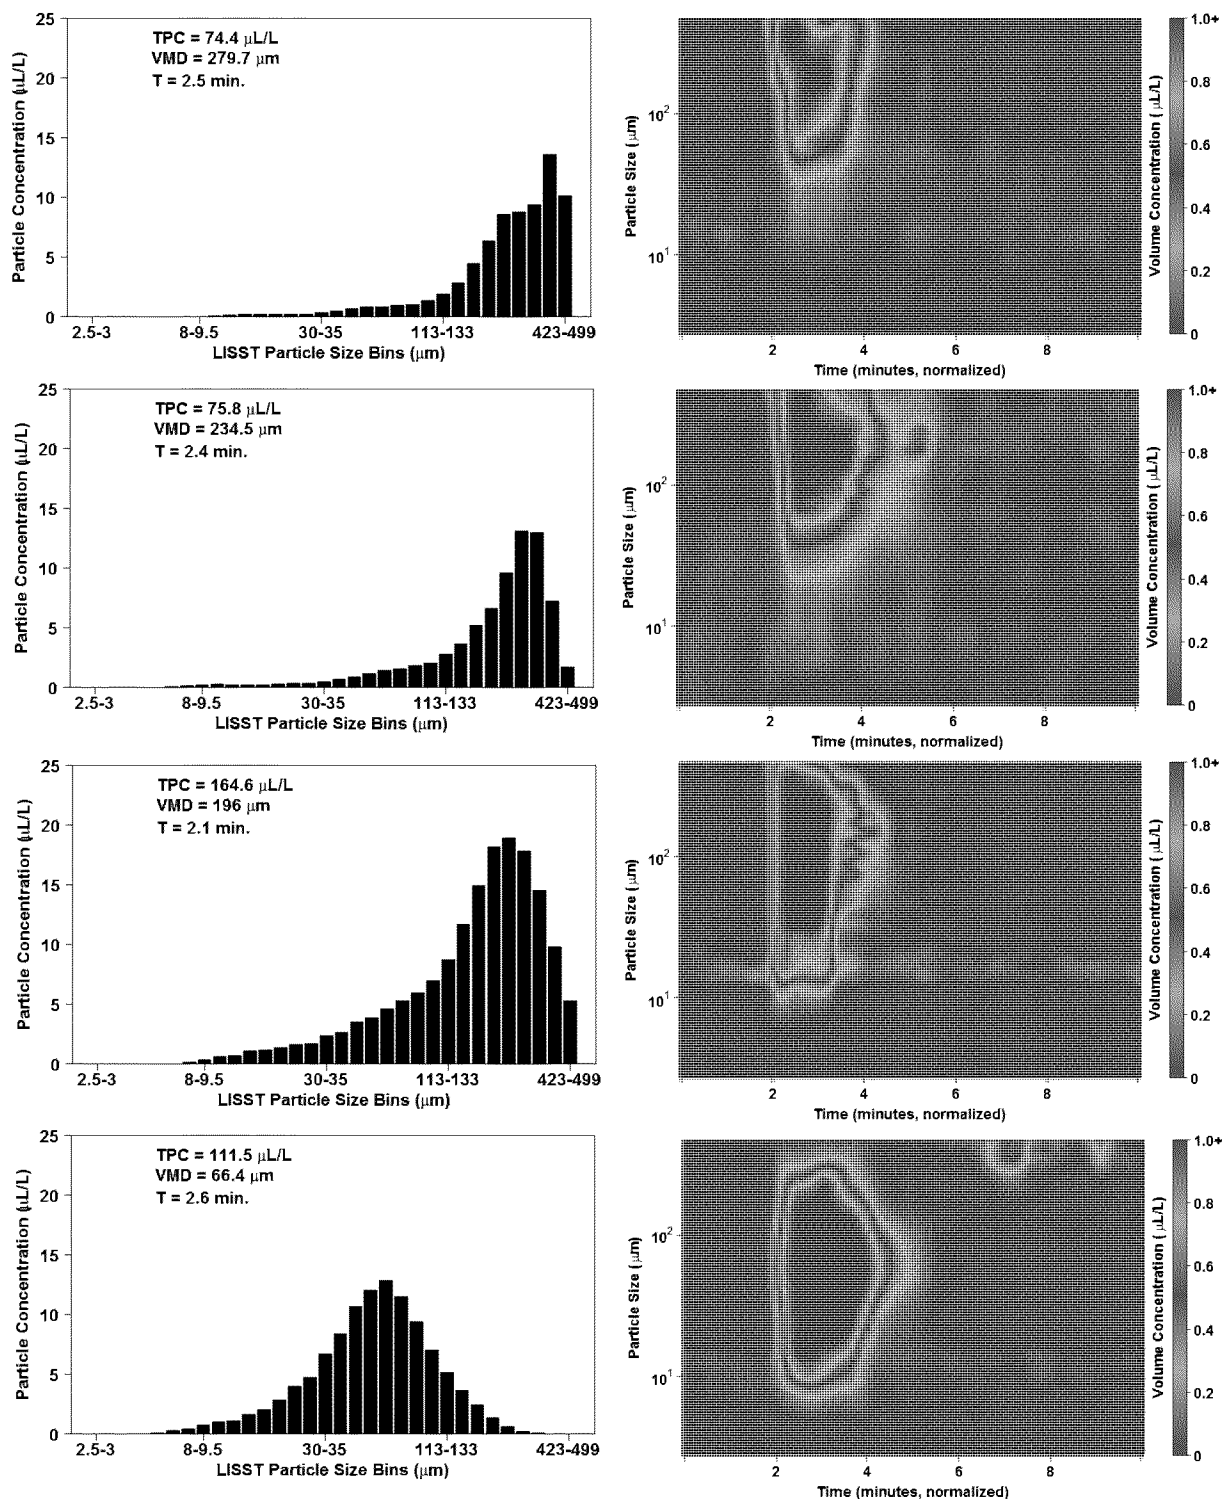 25
20
15
10
5
0
Particle Concentration (μL/L)
TPC = 74.4 μL/L
VMD = 279.7 μm
T = 2.5 min.
2.5-3 8-9.5 30-35 113-133 423-499
LISST Particle Size Bins (μm)
Particle Size (μm)
10²
10¹
2 4 6 8
Time (minutes, normalized)
Volume Concentration (μL/L)
1.0+
0.8
0.6
0.4
0.2
0
25
20
15
10
5
0
Particle Concentration (μL/L)
TPC = 75.8 μL/L
VMD = 234.5 μm
T = 2.4 min.
2.5-3 8-9.5 30-35 113-133 423-499
LISST Particle Size Bins (μm)
Particle Size (μm)
10²
10¹
2 4 6 8
Time (minutes, normalized)
Volume Concentration (μL/L)
1.0+
0.8
0.6
0.4
0.2
0
25
20
15
10
5
0
Particle Concentration (μL/L)
TPC = 164.6 μL/L
VMD = 196 μm
T = 2.1 min.
2.5-3 8-9.5 30-35 113-133 423-499
LISST Particle Size Bins (μm)
Particle Size (μm)
10²
10¹
2 4 6 8
Time (minutes, normalized)
Volume Concentration (μL/L)
1.0+
0.8
0.6
0.4
0.2
0
25
20
15
10
5
0
Particle Concentration (μL/L)
TPC = 111.5 μL/L
VMD = 66.4 μm
T = 2.6 min.
2.5-3 8-9.5 30-35 113-133 423-499
LISST Particle Size Bins (μm)
Particle Size (μm)
10²
10¹
2 4 6 8
Time (minutes, normalized)
Volume Concentration (μL/L)
1.0+
0.8
0.6
0.4
0.2
0